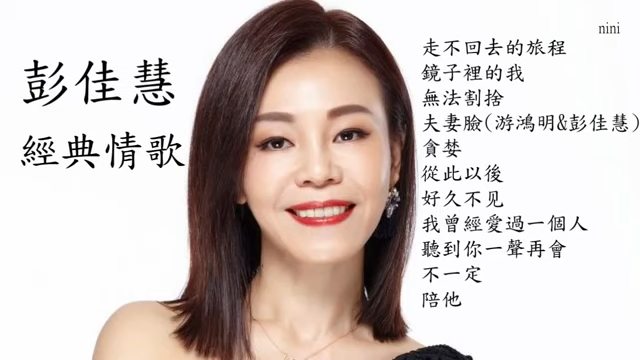 彭佳慧
經典情歌
nini
走不回去的旅程
鏡子裡的我
無法割捨
夫妻臉(游鴻明&彭佳慧)
貪婪
從此以後
好久不见
我曾經愛過一個人
聽到你一聲再會
不一定
陪他